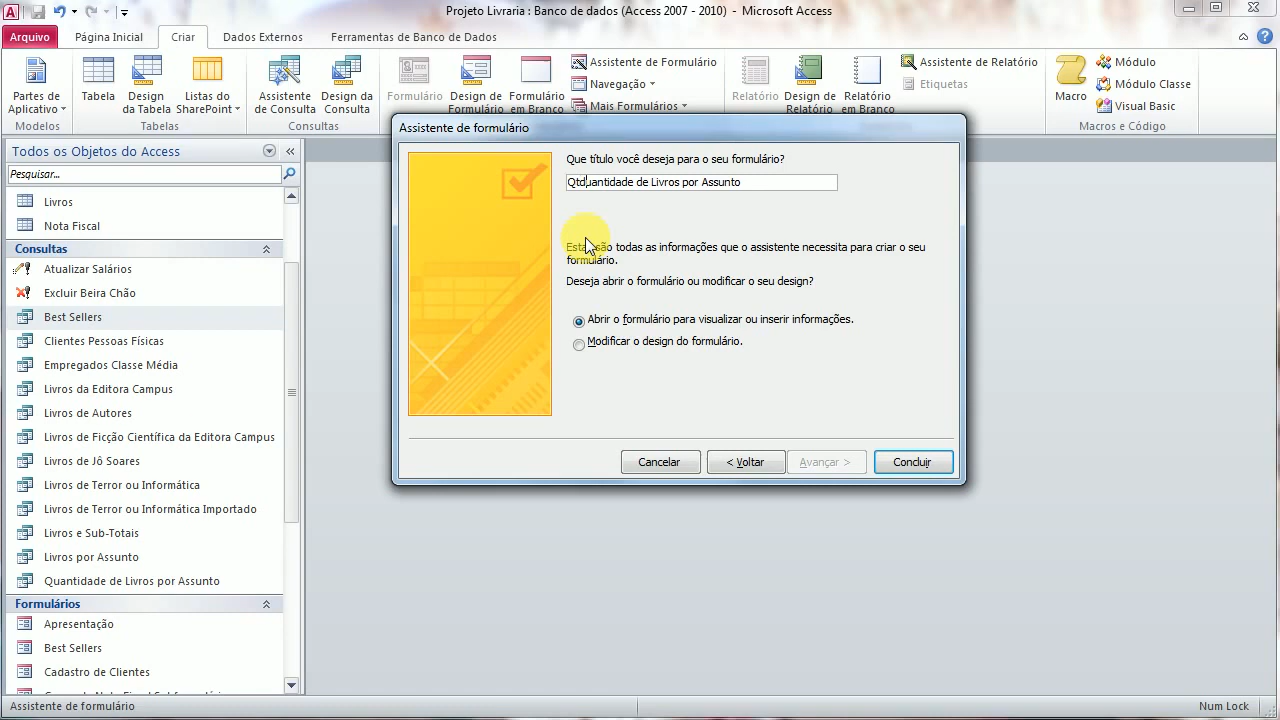 Projeto Livraria : Banco de dados (Access 2007 - 2010) - Microsoft Access
Arquivo
Página Inicial
Criar
Dados Externos
Ferramentas de Banco de Dados
Partes de Aplicativo
Tabela
Design da Tabela
Listas do SharePoint
Assistente de Consulta
Design da Consulta
Formulário
Design de Formulário
Formulário em Branco
Assistente de Formulário
Navegação
Mais Formulários
Relatório
Design de Relatório
Relatório em Branco
Assistente de Relatório
Etiquetas
Macro
Módulo
Módulo Classe
Visual Basic
Modelos
Tabelas
Consultas
Macros e Código
Todos os Objetos do Access
Pesquisar...
Livros
Nota Fiscal
Consultas
Atualizar Salários
Excluir Beira Chão
Best Sellers
Clientes Pessoas Físicas
Empregados Classe Média
Livros da Editora Campus
Livros de Autores
Livros de Ficção Científica da Editora Campus
Livros de Jô Soares
Livros de Terror ou Informática
Livros de Terror ou Informática Importado
Livros e Sub-Totais
Livros por Assunto
Quantidade de Livros por Assunto
Formulários
Apresentação
Best Sellers
Cadastro de Clientes
Assistente de formulário
Que título você deseja para o seu formulário?
Qtduantidade de Livros por Assunto
Estas são todas as informações que o assistente necessita para criar o seu
formulário.
Deseja abrir o formulário ou modificar o seu design?
Abrir o formulário para visualizar ou inserir informações.
Modificar o design do formulário.
Cancelar
< Voltar
Avançar >
Concluir
Assistente de formulário
Num Lock